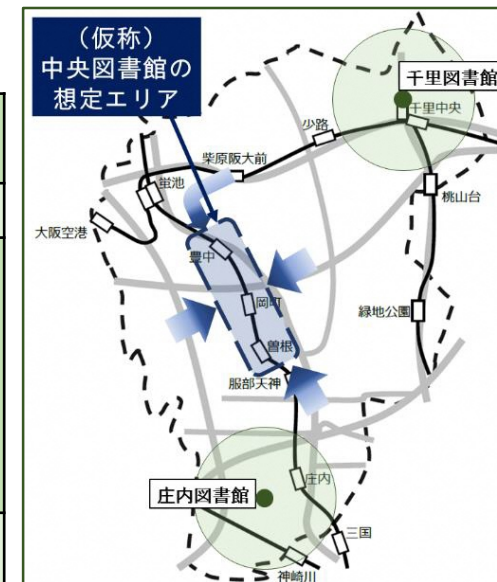 (仮称)
中央図書館の
想定エリア
千里図書館
千里中央
少路
柴原阪大前
蛍池
桃山台
大阪空港
豊中
緑地公園
岡町
曽根
服部天神
庄内
庄内図書館
三国
神崎川